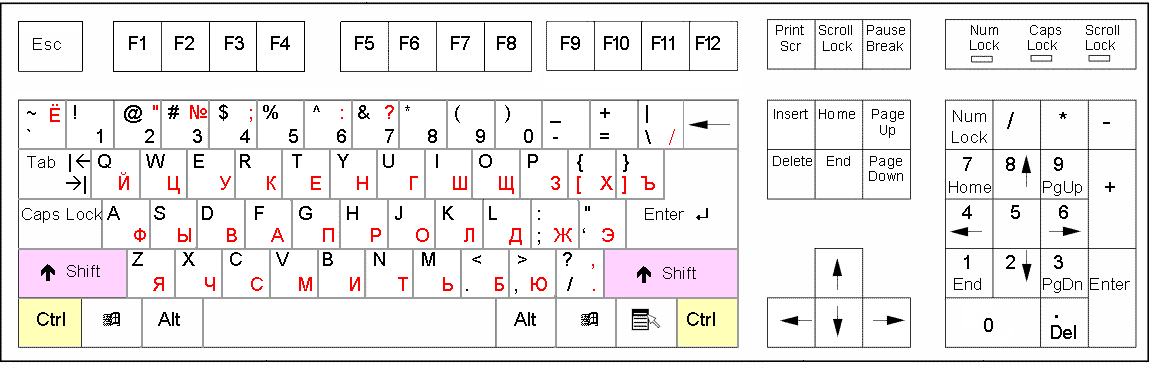 Esc F1 F2 F3 F4 F5 F6 F7 F8 F9 F10 F11 F12 Print Scr Scroll Lock Pause Break Num Lock Caps Lock Scroll Lock
~ Ё ! @ " # № $ ; % ^ : & ? * ( ) _ + |
` 1 2 3 4 5 6 7 8 9 0 - = \ /
Insert Home Page Up Num Lock / * -
Tab Q W E R T Y U I O P { }
Й Ц У К Е Н Г Ш Щ З [ Х ] Ъ
Delete End Page Down 7 Home 8 9 PgUp +
Caps Lock A S D F G H J K L : " Enter
Ф Ы В А П Р О Л Д ; Ж ‘ Э
4 5 6
Shift Z X C V B N M < > ? , Shift
Я Ч С М И Т Ь . Б , Ю / .
1 End 2 3 PgDn Enter
Ctrl Alt Alt Ctrl
0 . Del